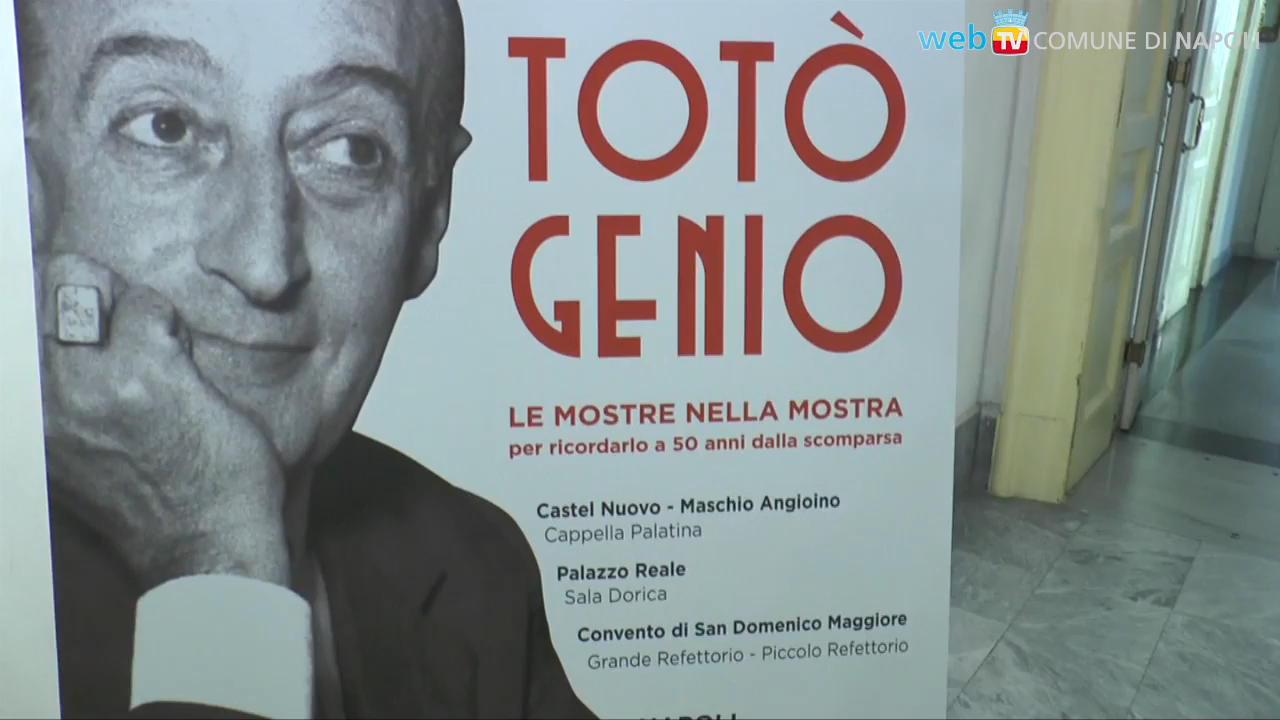 web TV COMUNE DI NAPOLI
TOTÒ
GENIO
LE MOSTRE NELLA MOSTRA
per ricordarlo a 50 anni dalla scomparsa
Castel Nuovo - Maschio Angioino
Cappella Palatina
Palazzo Reale
Sala Dorica
Convento di San Domenico Maggiore
Grande Refettorio - Piccolo Refettorio
NAPOLI